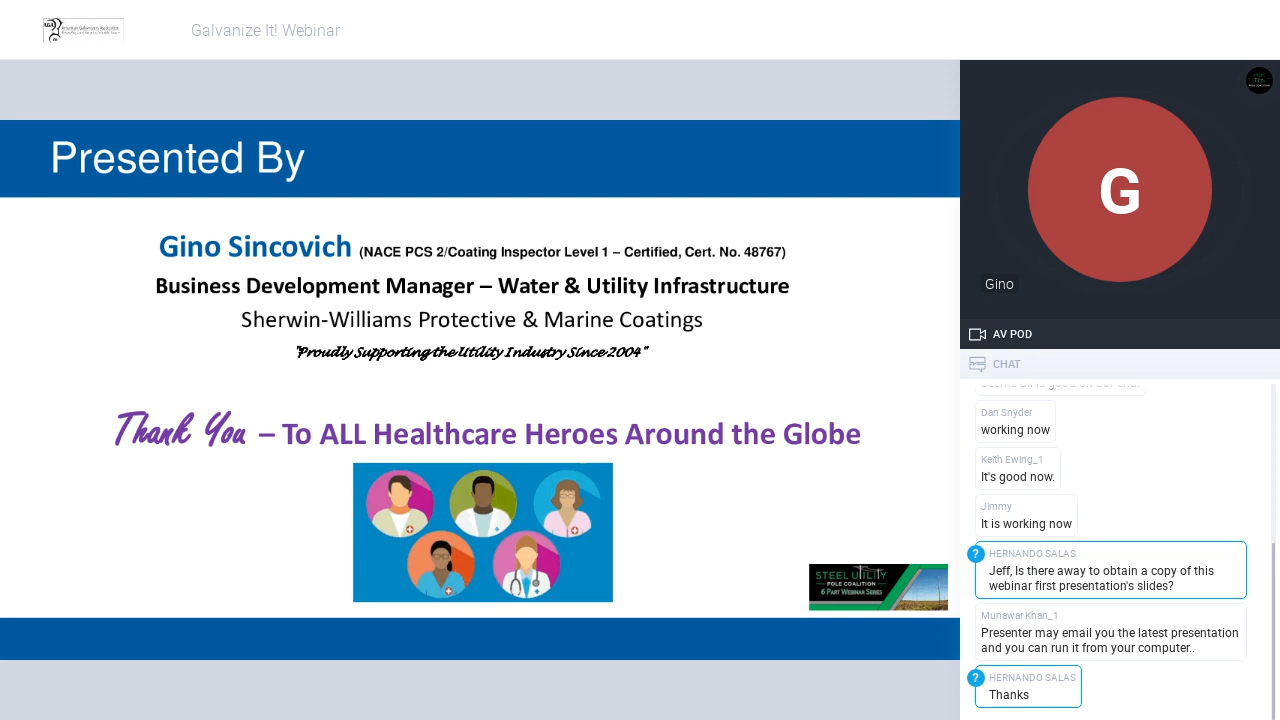 AGA American Galvanizers Association
Galvanize It! Webinar
Presented By
Gino Sincovich (NACE PCS 2/Coating Inspector Level 1 – Certified, Cert. No. 48767)
Business Development Manager – Water & Utility Infrastructure
Sherwin-Williams Protective & Marine Coatings
"Proudly Supporting the Utility Industry Since 2004"
Thank You – To ALL Healthcare Heroes Around the Globe
STEEL UTILITY
POLE COALITION
6 PART WEBINAR SERIES
G
Gino
AV POD
CHAT
Dan Snyder
working now
Keith Ewing_1
It's good now.
Jimmy
It is working now
?
HERNANDO SALAS
Jeff, Is there away to obtain a copy of this
webinar first presentation's slides?
Munawar Khan_1
Presenter may email you the latest presentation
and you can run it from your computer..
?
HERNANDO SALAS
Thanks